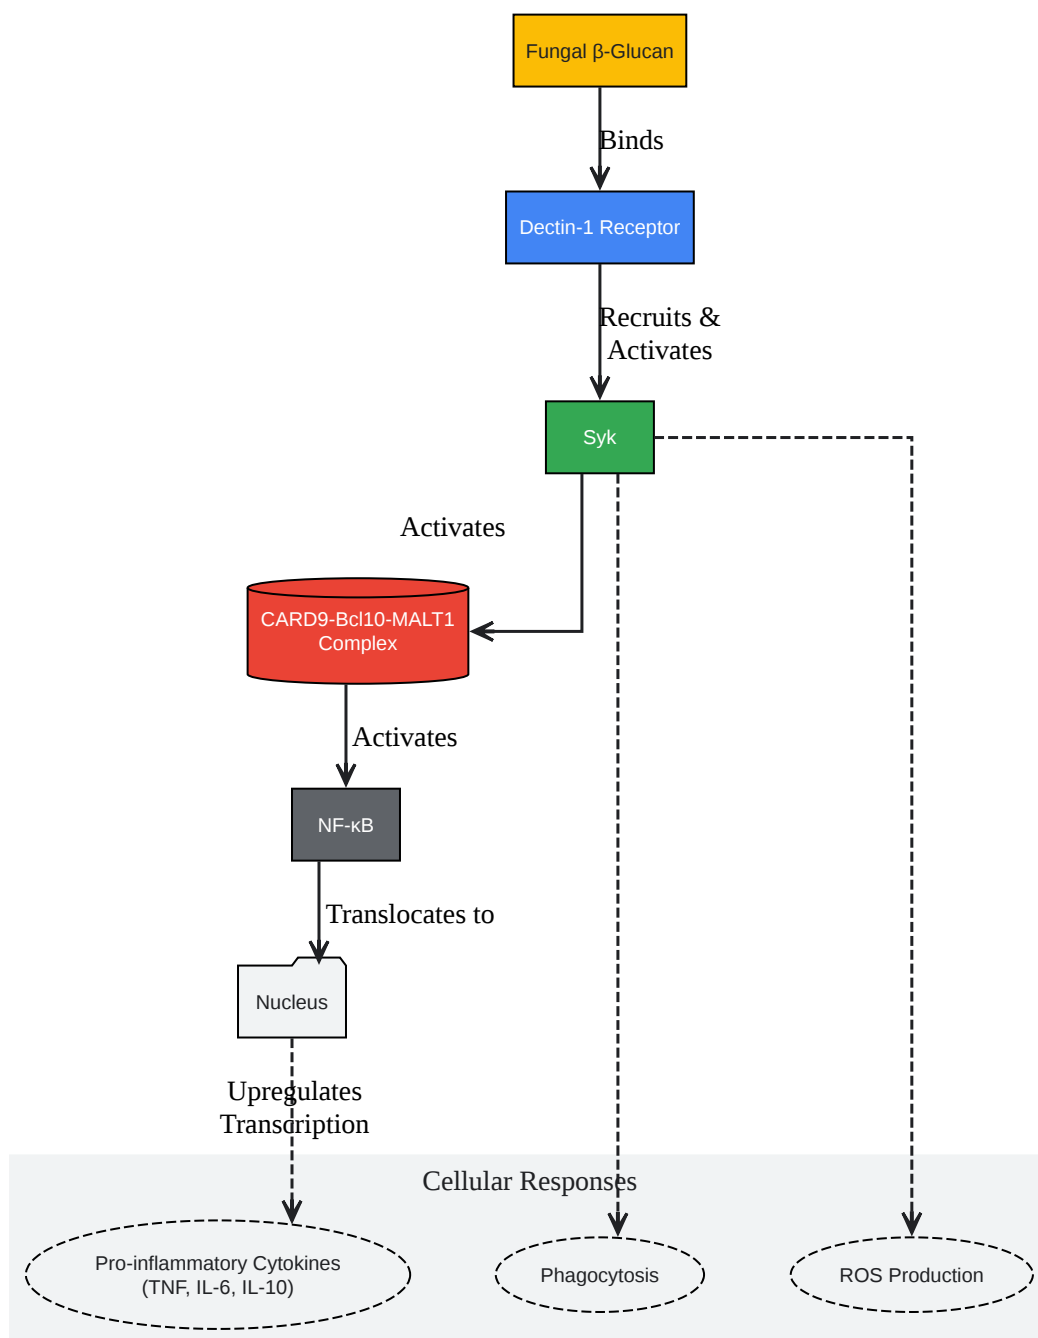 Fungal β-Glucan
Binds
Dectin-1 Receptor
Recruits &
Activates
Syk
Activates
CARD9-Bcl10-MALT1
Complex
Activates
NF-κB
Translocates to
Nucleus
Upregulates
Transcription
Cellular Responses
Pro-inflammatory Cytokines
(TNF, IL-6, IL-10)
Phagocytosis
ROS Production